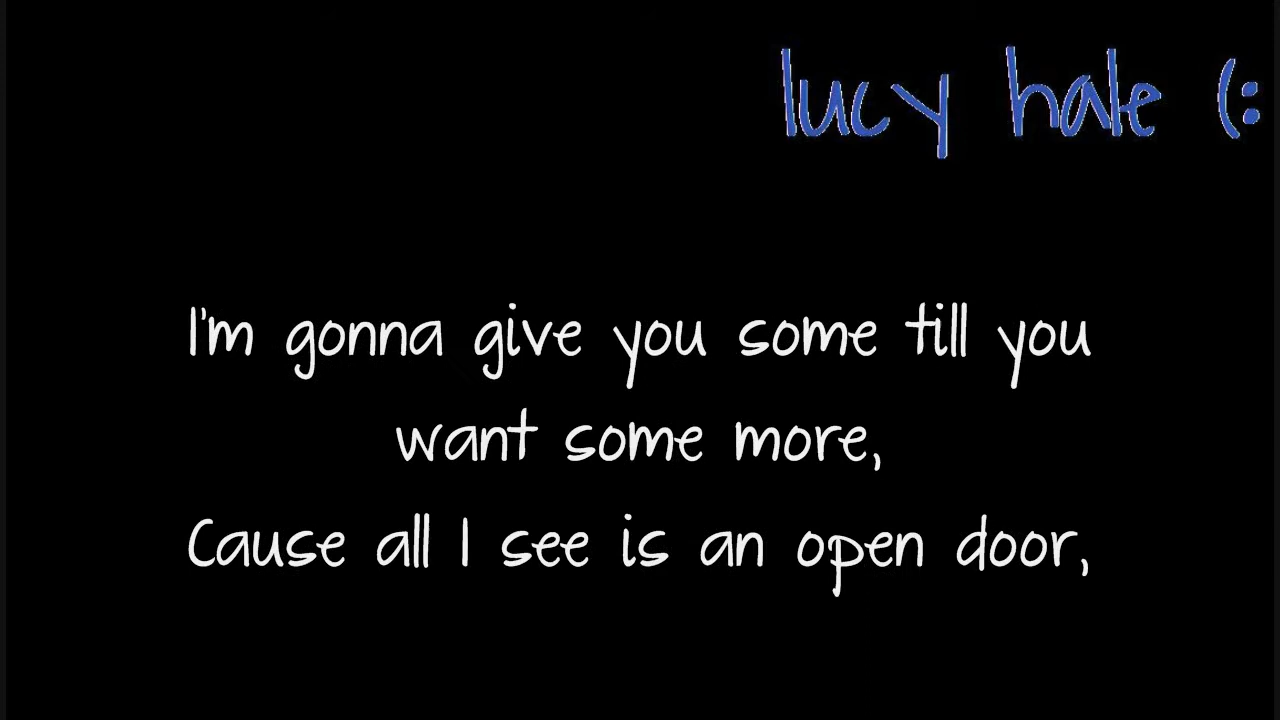 lucy hale (:
I'm gonna give you some till you
want some more,
Cause all I see is an open door,